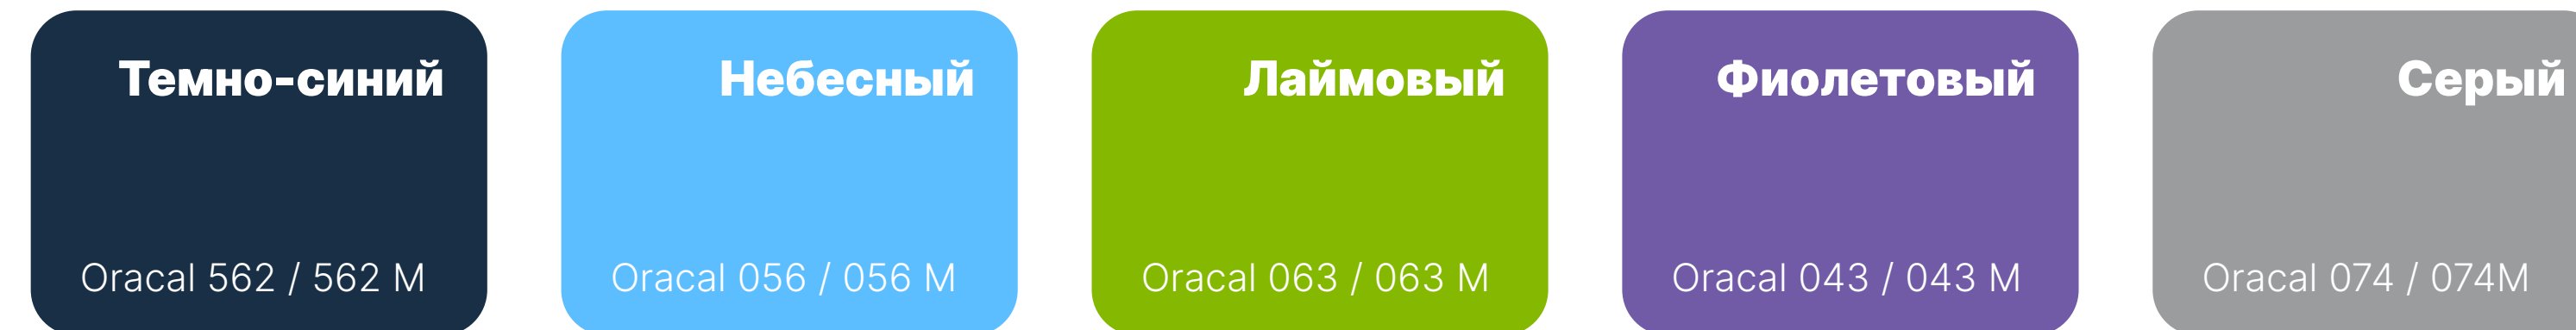 Темно-синий
Oracal 562 / 562 M
Небесный
Oracal 056 / 056 M
Лаймовый
Oracal 063 / 063 M
Фиолетовый
Oracal 043 / 043 M
Серый
Oracal 074 / 074M